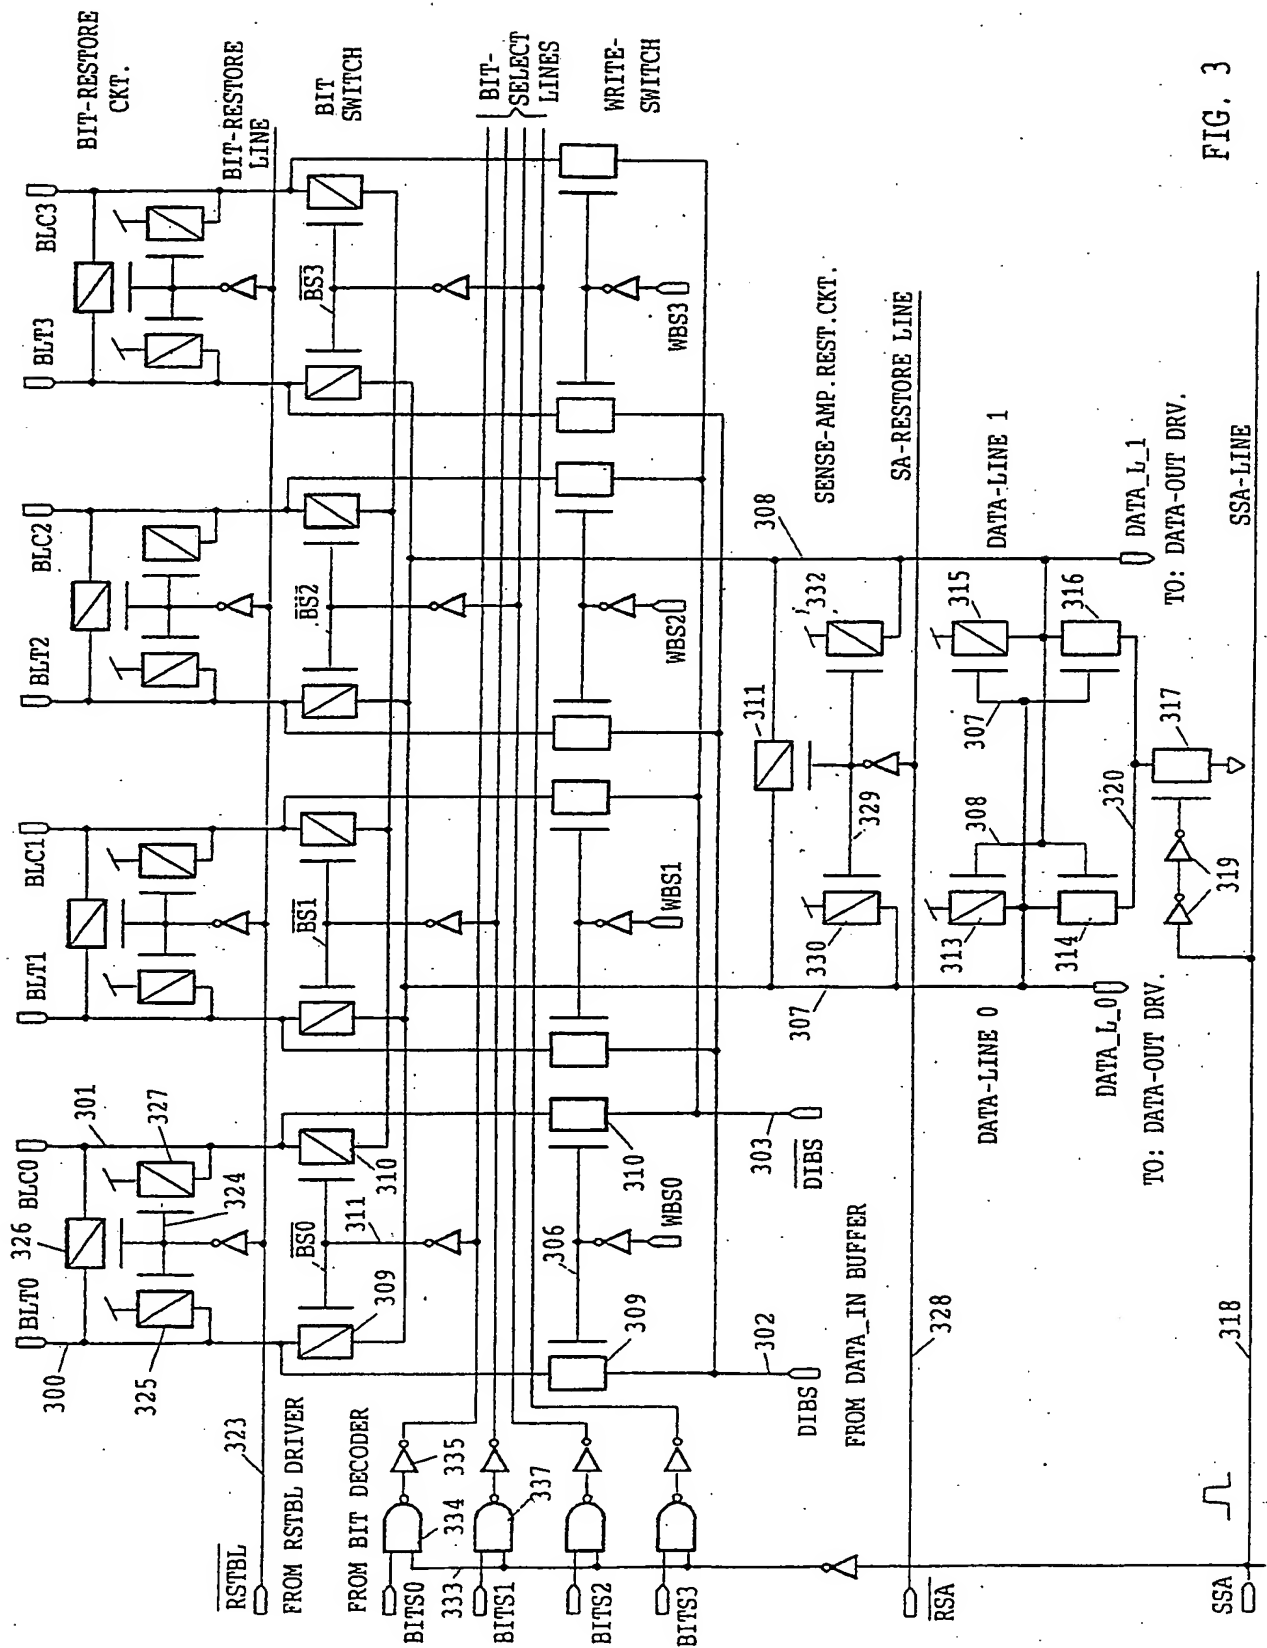 BIT-RESTORE
CKT.
BIT-RESTORE
LINE
BIT
SWITCH
BIT-
SELECT
LINES
WRITE-
SWITCH
BLT0
BLC0
BLT1
BLC1
BLT2
BLC2
BLT3
BLC3
300
326
301
325
327
324
323
RSTBL
FROM RSTBL DRIVER
BS0
BS1
BS2
BS3
311
309
310
FROM BIT DECODER
BITS0
BITS1
BITS2
BITS3
333
334
335
337
306
309
310
WBS0
WBS1
WBS2
WBS3
302
303
DIBS
DIBS
FROM DATA_IN BUFFER
SENSE-AMP.REST.CKT.
SA-RESTORE LINE
308
311
332
330
329
328
RSA
307
DATA-LINE 0
DATA-LINE 1
313
314
308
307
315
316
320
317
319
DATA_L_0
TO: DATA-OUT DRV.
DATA_L_1
TO: DATA-OUT DRV.
318
SSA
SSA-LINE
FIG. 3